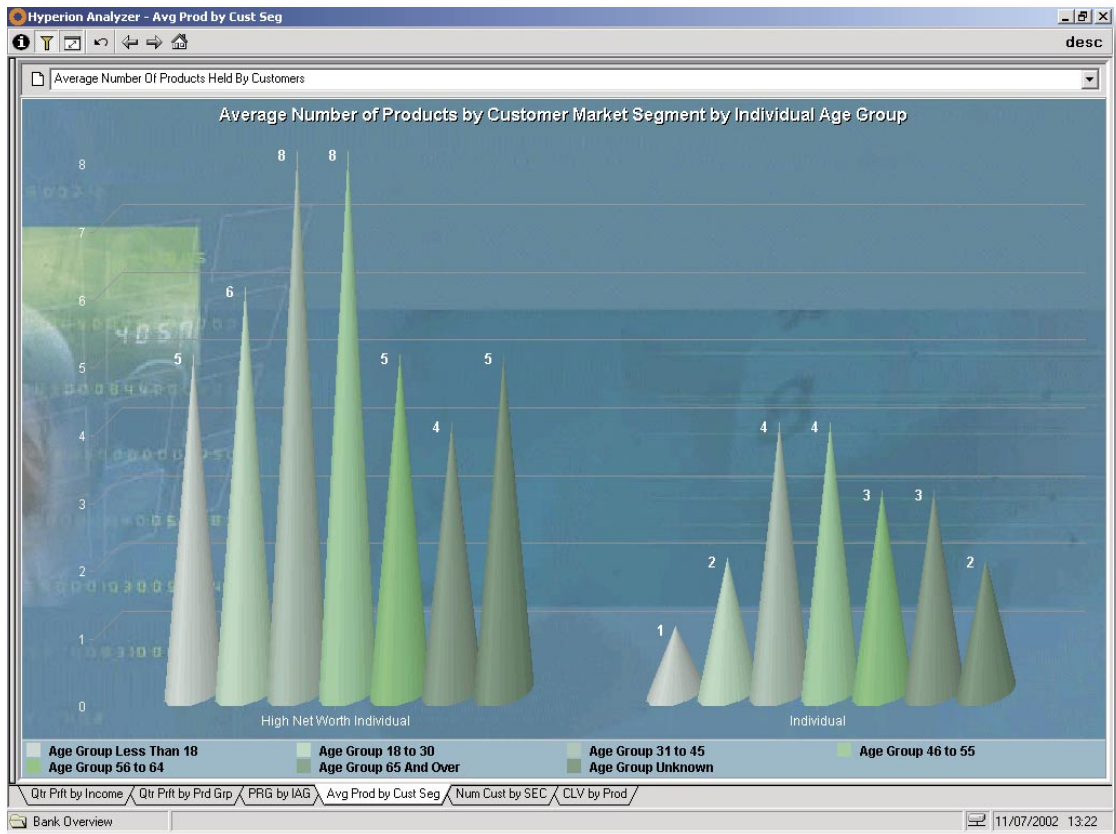 Hyperion Analyzer - Avg Prod by Cust Seg
desc
Average Number Of Products Held By Customers
Average Number of Products by Customer Market Segment by Individual Age Group
8
7
6
5
4
3
2
1
0
5
6
8
8
5
4
5
1
2
4
4
3
3
2
4050
High Net Worth Individual
Individual
Age Group Less Than 18
Age Group 18 to 30
Age Group 31 to 45
Age Group 46 to 55
Age Group 56 to 64
Age Group 65 And Over
Age Group Unknown
Qtr Prft by Income / Qtr Prft by Prd Grp / PRG by IAG \ Avg Prod by Cust Seg / Num Cust by SEC / CLV by Prod /
Bank Overview
11/07/2002 13:22